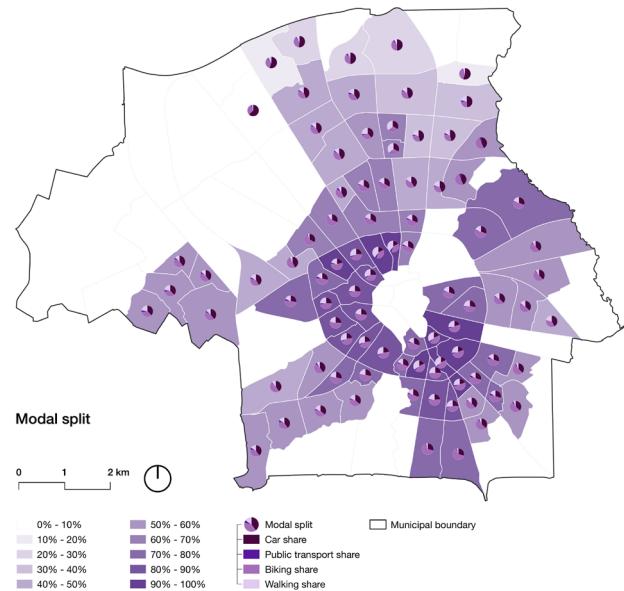 Modal split
0 1 2 km
0% - 10%
10% - 20%
20% - 30%
30% - 40%
40% - 50%
50% - 60%
60% - 70%
70% - 80%
80% - 90%
90% - 100%
Modal split
Car share
Public transport share
Biking share
Walking share
Municipal boundary